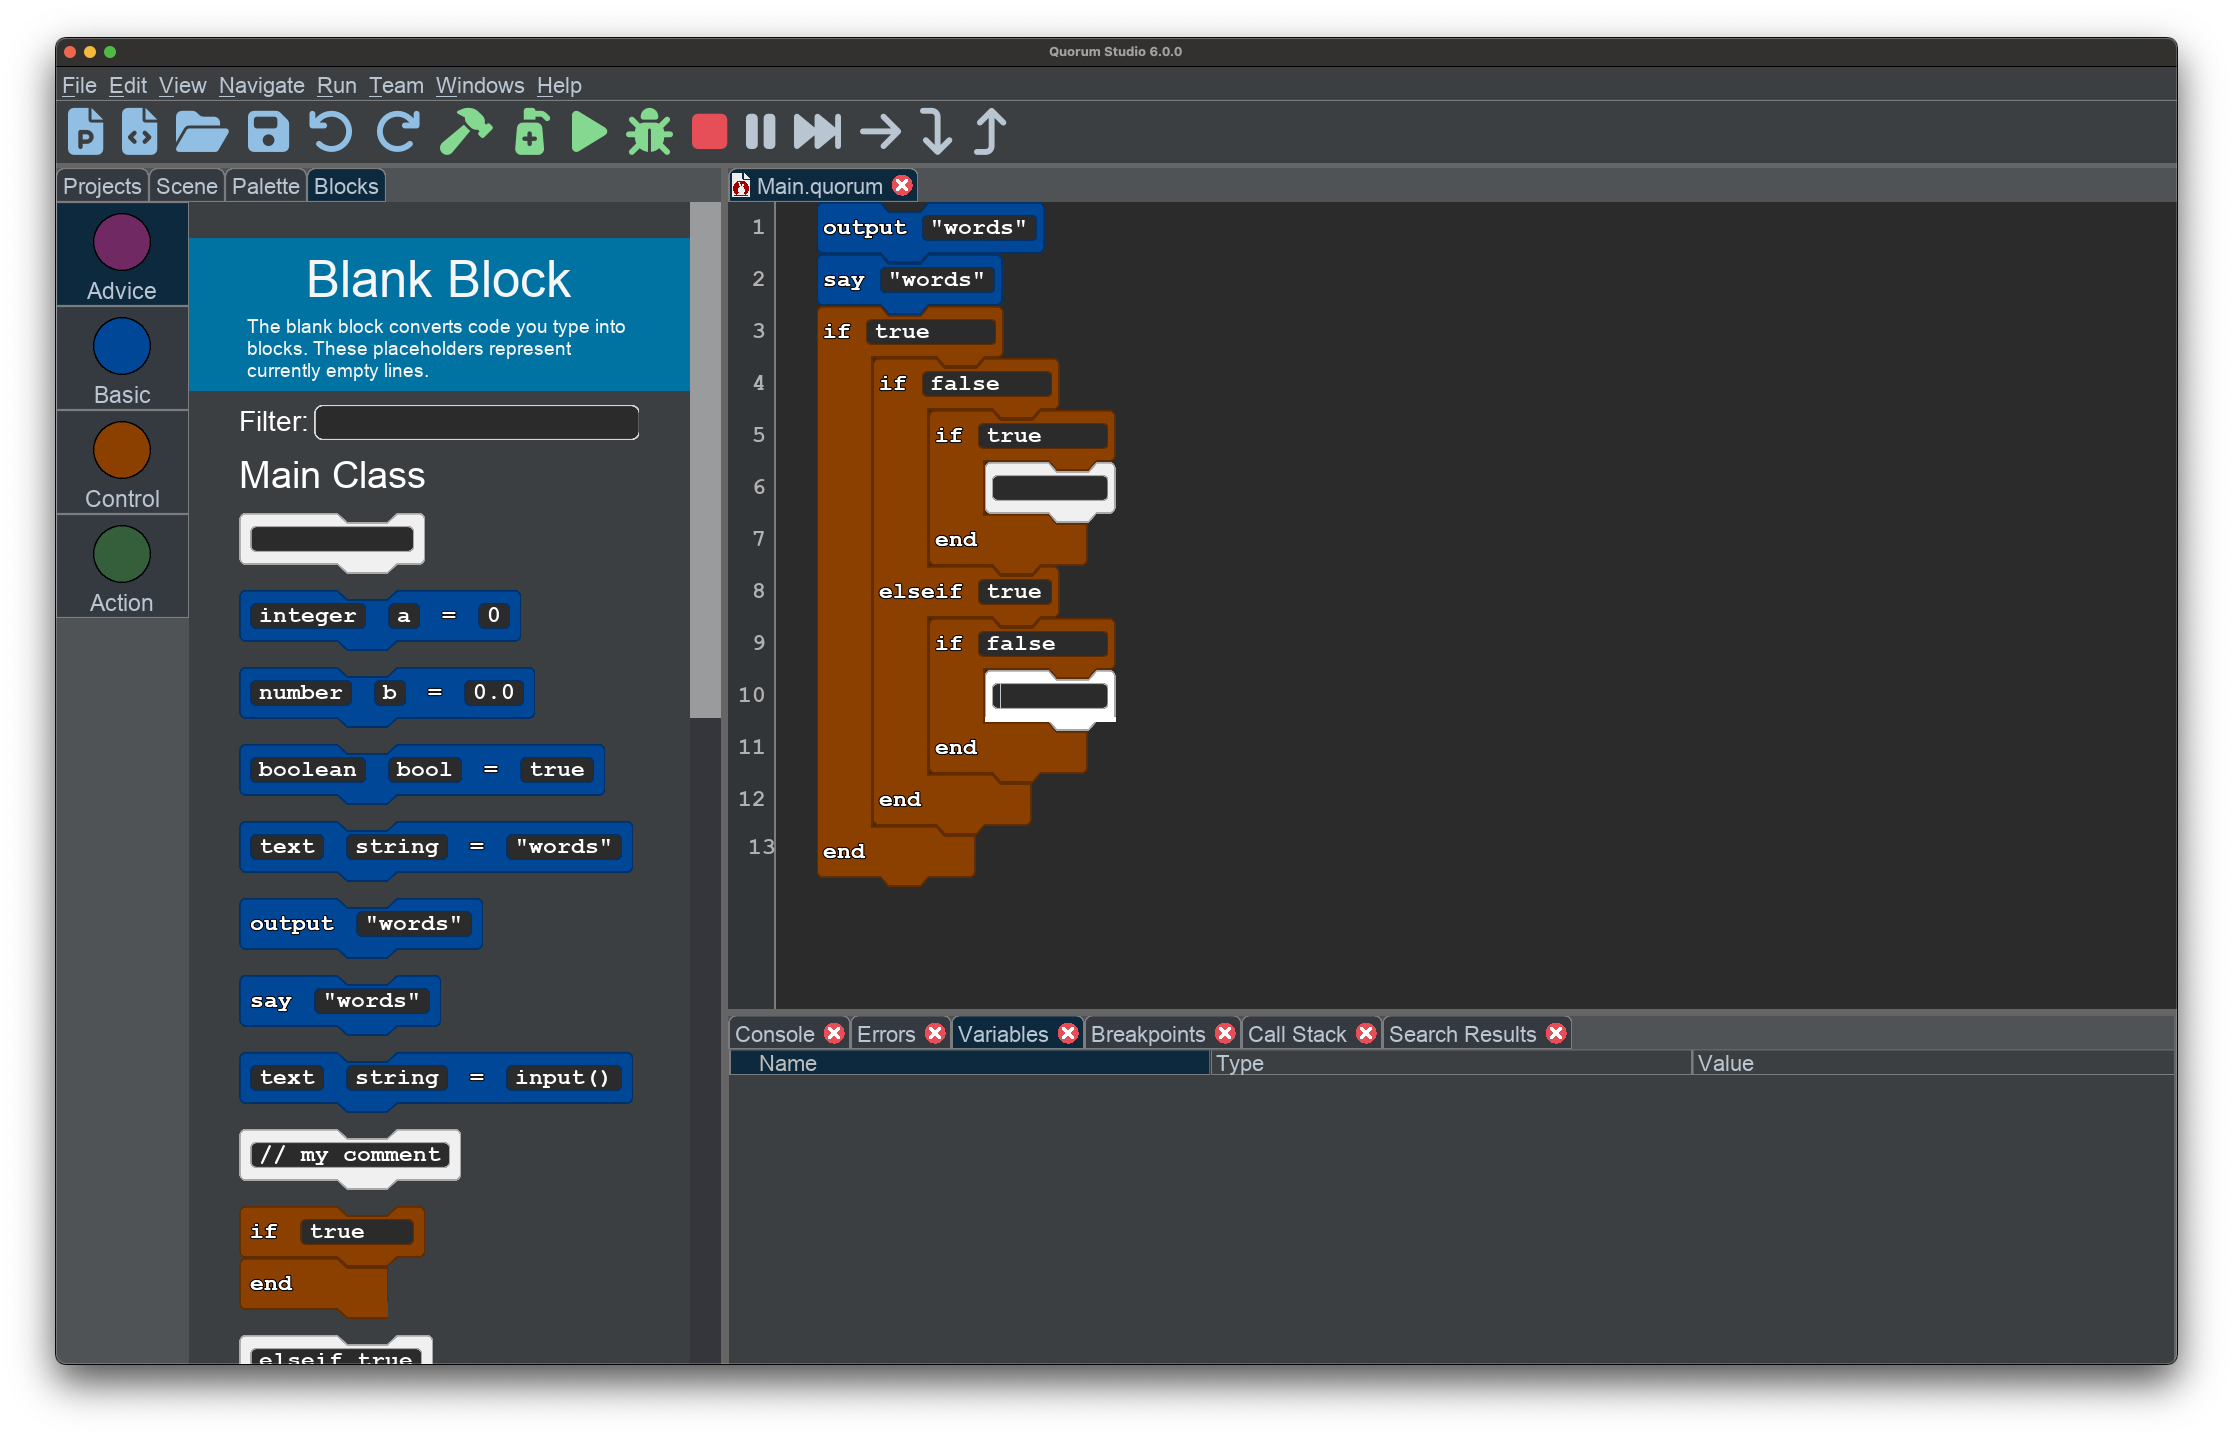 Quorum Studio 6.0.0
File Edit View Navigate Run Team Windows Help
Projects Scene Palette Blocks
Advice
Basic
Control
Action
Blank Block
The blank block converts code you type into
blocks. These placeholders represent
currently empty lines.
Filter:
Main Class
integer a = 0
number b = 0.0
boolean bool = true
text string = "words"
output "words"
say "words"
text string = input()
// my comment
if true
end
elseif true
Main.quorum
1 output "words"
2 say "words"
3 if true
4 if false
5 if true
6
7 end
8 elseif true
9 if false
10
11 end
12 end
13 end
Console Errors Variables Breakpoints Call Stack Search Results
Name Type Value